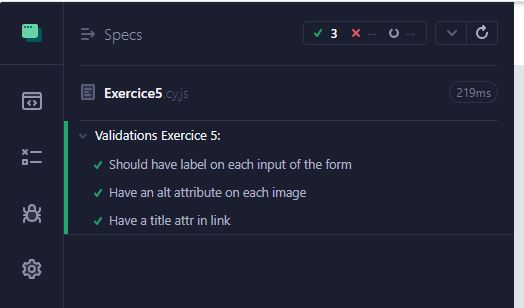 Specs
3 -- --
Exercice5.cy.js
219ms
Validations Exercice 5:
Should have label on each input of the form
Have an alt attribute on each image
Have a title attr in link